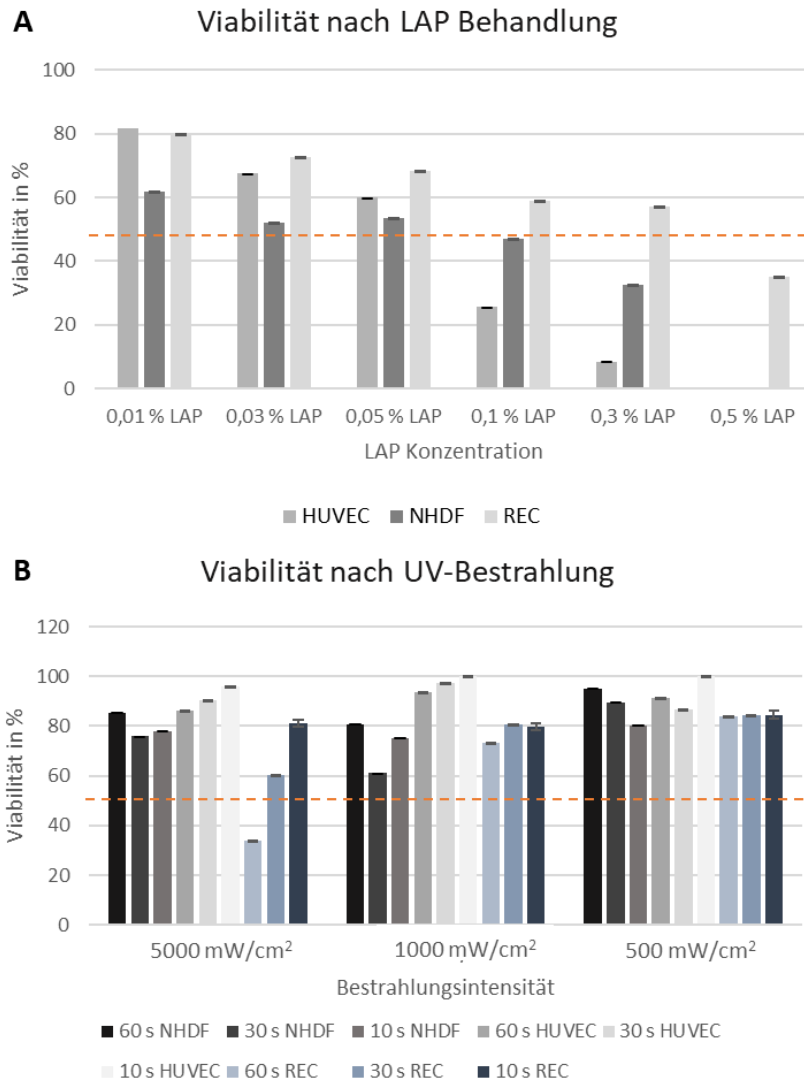 A Viabilität nach LAP Behandlung
Viabilität in %
100
80
60
40
20
0
0,01 % LAP 0,03 % LAP 0,05 % LAP 0,1 % LAP 0,3 % LAP 0,5 % LAP
LAP Konzentration
HUVEC NHDF REC
B Viabilität nach UV-Bestrahlung
Viabilität in %
120
100
80
60
40
20
0
5000 mW/cm² 1000 mW/cm² 500 mW/cm²
Bestrahlungsintensität
60 s NHDF 30 s NHDF 10 s NHDF 60 s HUVEC 30 s HUVEC
10 s HUVEC 60 s REC 30 s REC 10 s REC